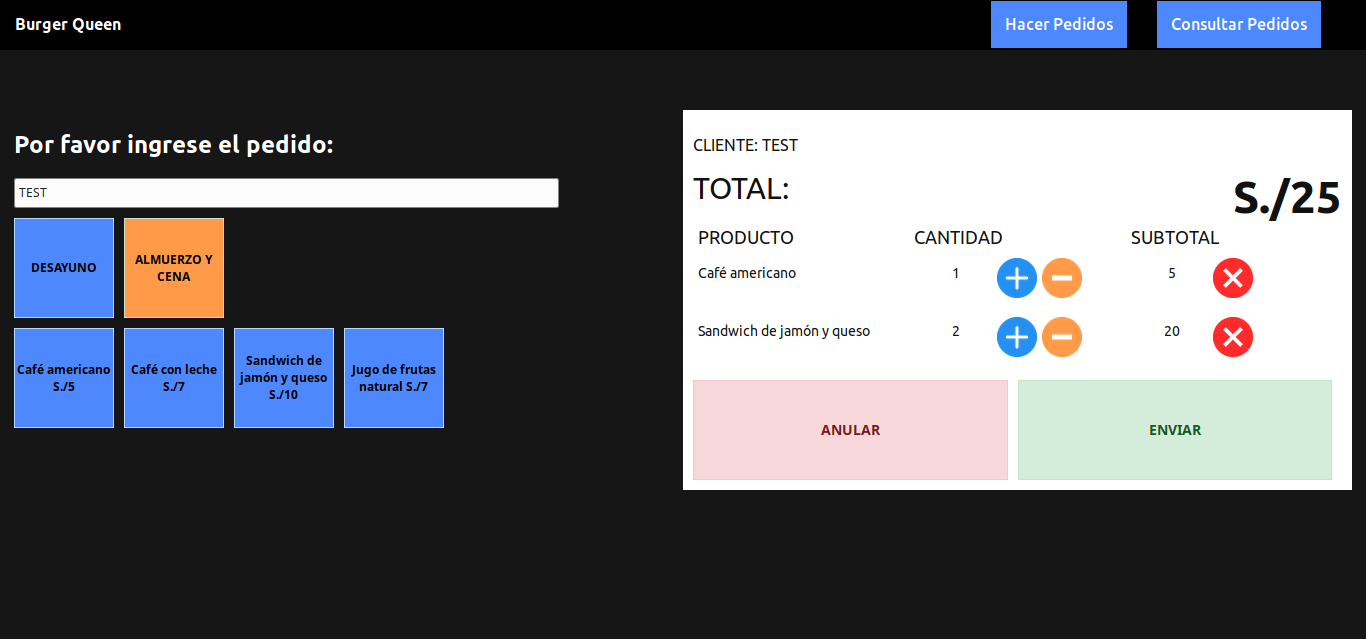 Burger Queen
Hacer Pedidos
Consultar Pedidos
Por favor ingrese el pedido:
TEST
DESAYUNO
ALMUERZO Y
CENA
Café americano
S./5
Café con leche
S./7
Sandwich de
jamón y queso
S./10
Jugo de frutas
natural S./7
CLIENTE: TEST
TOTAL:
S./25
PRODUCTO CANTIDAD SUBTOTAL
Café americano 1 5
Sandwich de jamón y queso 2 20
ANULAR
ENVIAR